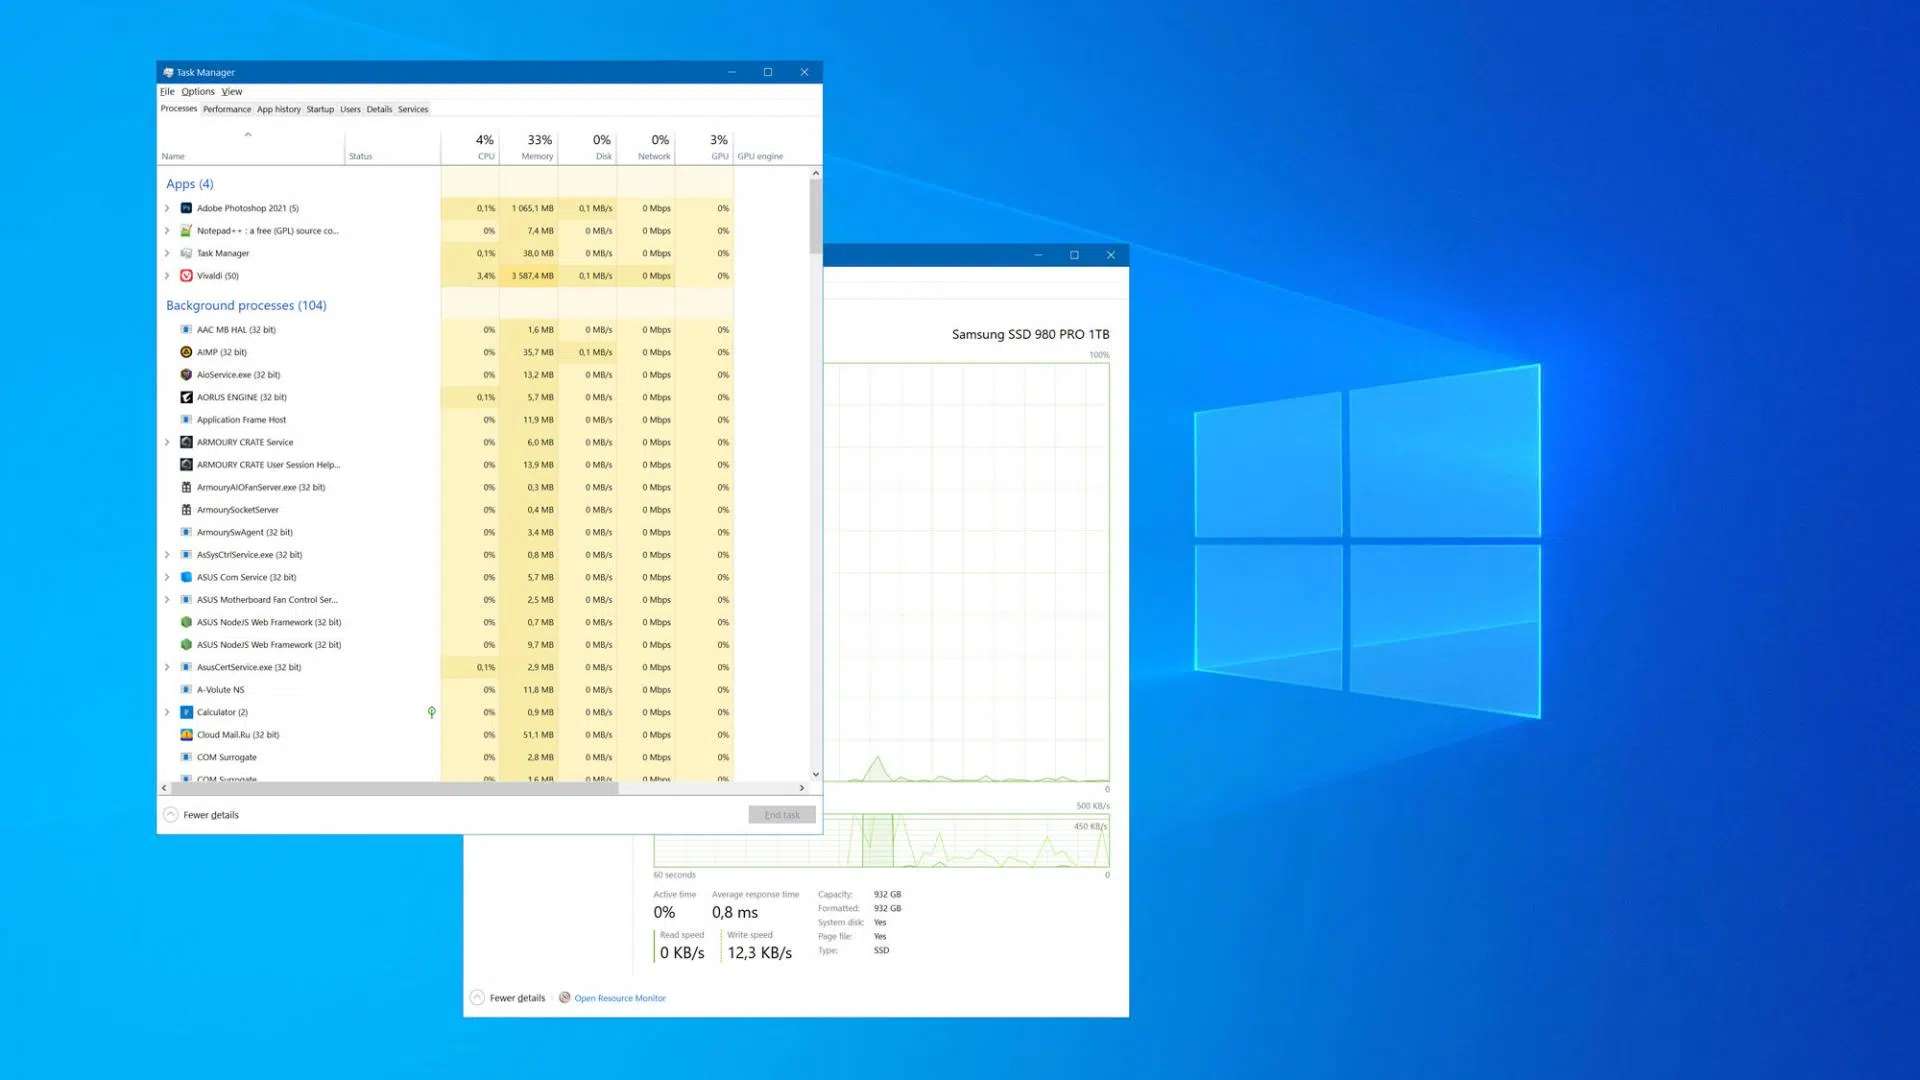 Task Manager
File Options View
Processes Performance App history Startup Users Details Services
4% 33% 0% 0% 3%
Name Status CPU Memory Disk Network GPU GPU engine
Apps (4)
Adobe Photoshop 2021 (5) 0,1% 1 065,1 MB 0,1 MB/s 0 Mbps 0%
Notepad++ : a free (GPL) source co... 0% 7,4 MB 0 MB/s 0 Mbps 0%
Task Manager 0,1% 38,0 MB 0 MB/s 0 Mbps 0%
Vivaldi (50) 3,4% 3 587,4 MB 0,1 MB/s 0 Mbps 0%
Background processes (104)
AAC MB HAL (32 bit) 0% 1,6 MB 0 MB/s 0 Mbps 0%
AIMP (32 bit) 0% 35,7 MB 0,1 MB/s 0 Mbps 0%
AioService.exe (32 bit) 0% 13,2 MB 0 MB/s 0 Mbps 0%
AORUS ENGINE (32 bit) 0,1% 5,7 MB 0 MB/s 0 Mbps 0%
Application Frame Host 0% 11,9 MB 0 MB/s 0 Mbps 0%
ARMOURY CRATE Service 0% 6,0 MB 0 MB/s 0 Mbps 0%
ARMOURY CRATE User Session Help... 0% 13,9 MB 0 MB/s 0 Mbps 0%
ArmouryAIOFanServer.exe (32 bit) 0% 0,3 MB 0 MB/s 0 Mbps 0%
ArmourySocketServer 0% 0,4 MB 0 MB/s 0 Mbps 0%
ArmourySwAgent (32 bit) 0% 3,4 MB 0 MB/s 0 Mbps 0%
AsSysCtrlService.exe (32 bit) 0% 0,8 MB 0 MB/s 0 Mbps 0%
ASUS Com Service (32 bit) 0% 5,7 MB 0 MB/s 0 Mbps 0%
ASUS Motherboard Fan Control Ser... 0% 2,5 MB 0 MB/s 0 Mbps 0%
ASUS NodeJS Web Framework (32 bit) 0% 0,7 MB 0 MB/s 0 Mbps 0%
ASUS NodeJS Web Framework (32 bit) 0% 9,7 MB 0 MB/s 0 Mbps 0%
AsusCertService.exe (32 bit) 0,1% 2,9 MB 0 MB/s 0 Mbps 0%
A-Volute NS 0% 11,8 MB 0 MB/s 0 Mbps 0%
Calculator (2) 0% 0,9 MB 0 MB/s 0 Mbps 0%
Cloud Mail.Ru (32 bit) 0% 51,1 MB 0 MB/s 0 Mbps 0%
COM Surrogate 0% 2,8 MB 0 MB/s 0 Mbps 0%
COM Surrogate 0% 1,6 MB 0 MB/s 0 Mbps 0%
Fewer details End task
Samsung SSD 980 PRO 1TB
100%
0
500 KB/s
450 KB/s
60 seconds 0
Active time Average response time
0% 0,8 ms
Read speed Write speed
0 KB/s 12,3 KB/s
Capacity: 932 GB
Formatted: 932 GB
System disk: Yes
Page file: Yes
Type: SSD
Fewer details Open Resource Monitor